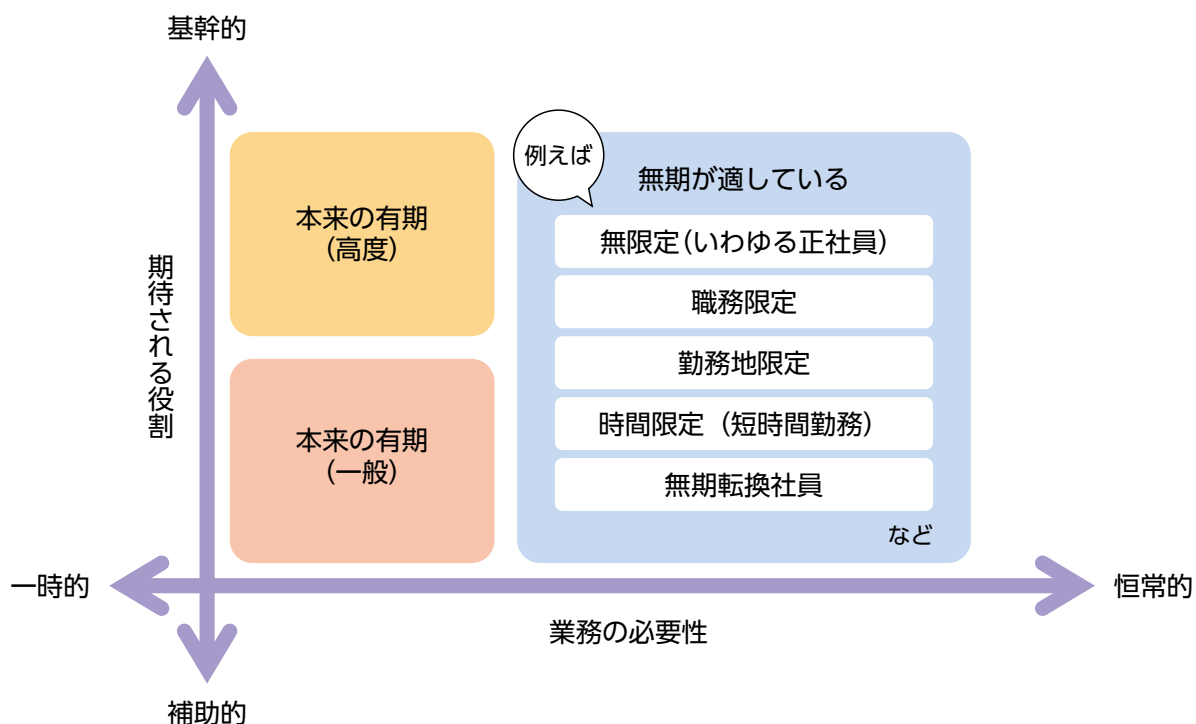 基幹的
期待される役割
本来の有期
(高度)
本来の有期
(一般)
例えば
無期が適している
無限定(いわゆる正社員)
職務限定
勤務地限定
時間限定（短時間勤務）
無期転換社員
など
一時的
恒常的
業務の必要性
補助的